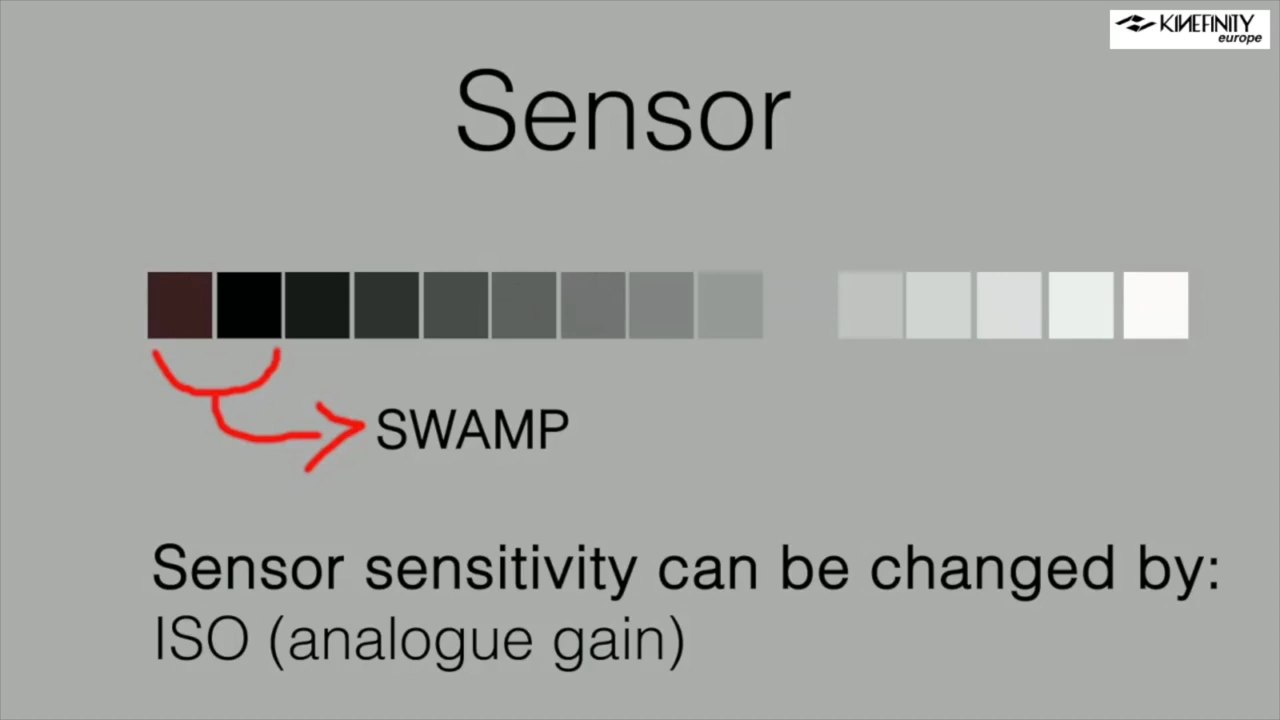 KINEFINITY
europe
Sensor
SWAMP
Sensor sensitivity can be changed by:
ISO (analogue gain)